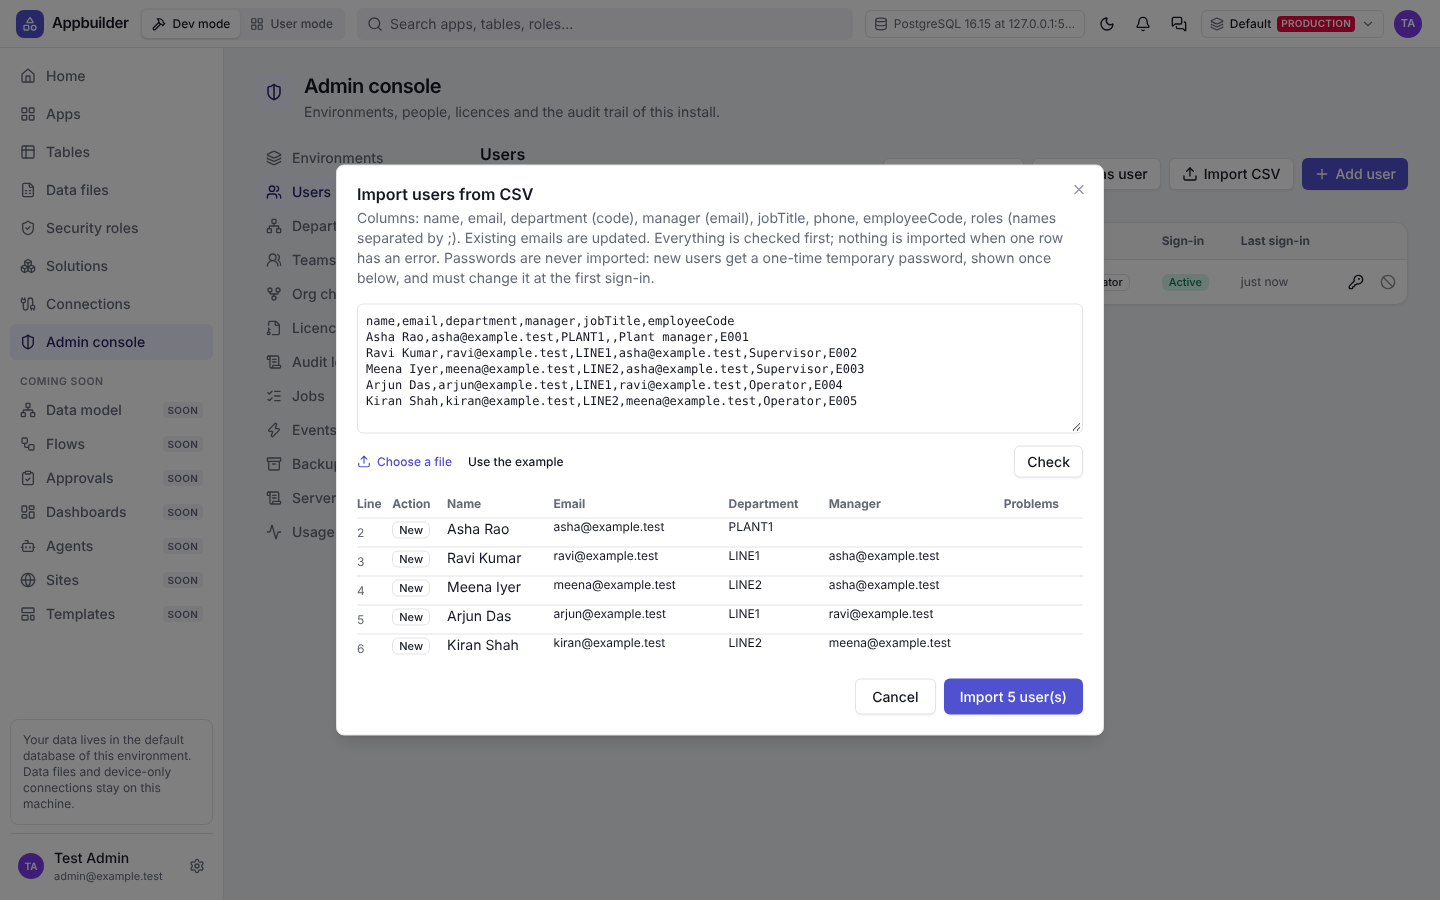 Appbuilder
Dev mode
User mode
Search apps, tables, roles...
PostgreSQL 16.15 at 127.0.0.1:5...
Default
PRODUCTION
TA
Home
Apps
Tables
Data files
Security roles
Solutions
Connections
Admin console
COMING SOON
Data model SOON
Flows SOON
Approvals SOON
Dashboards SOON
Agents SOON
Sites SOON
Templates SOON
Your data lives in the default
database of this environment.
Data files and device-only
connections stay on this
machine.
TA
Test Admin
admin@example.test
Admin console
Environments, people, licences and the audit trail of this install.
Environments
Users
Depart
Teams
Org ch
Licenc
Audit l
Jobs
Events
Backup
Server
Usage
Users
as user
Import CSV
Add user
Sign-in
Last sign-in
ator
Active
just now
Import users from CSV
Columns: name, email, department (code), manager (email), jobTitle, phone, employeeCode, roles (names
separated by ;). Existing emails are updated. Everything is checked first; nothing is imported when one row
has an error. Passwords are never imported: new users get a one-time temporary password, shown once
below, and must change it at the first sign-in.
name,email,department,manager,jobTitle,employeeCode
Asha Rao,asha@example.test,PLANT1,,Plant manager,E001
Ravi Kumar,ravi@example.test,LINE1,asha@example.test,Supervisor,E002
Meena Iyer,meena@example.test,LINE2,asha@example.test,Supervisor,E003
Arjun Das,arjun@example.test,LINE1,ravi@example.test,Operator,E004
Kiran Shah,kiran@example.test,LINE2,meena@example.test,Operator,E005
Choose a file
Use the example
Check
Line Action Name Email Department Manager Problems
2 New Asha Rao asha@example.test PLANT1
3 New Ravi Kumar ravi@example.test LINE1 asha@example.test
4 New Meena Iyer meena@example.test LINE2 asha@example.test
5 New Arjun Das arjun@example.test LINE1 ravi@example.test
6 New Kiran Shah kiran@example.test LINE2 meena@example.test
Cancel
Import 5 user(s)